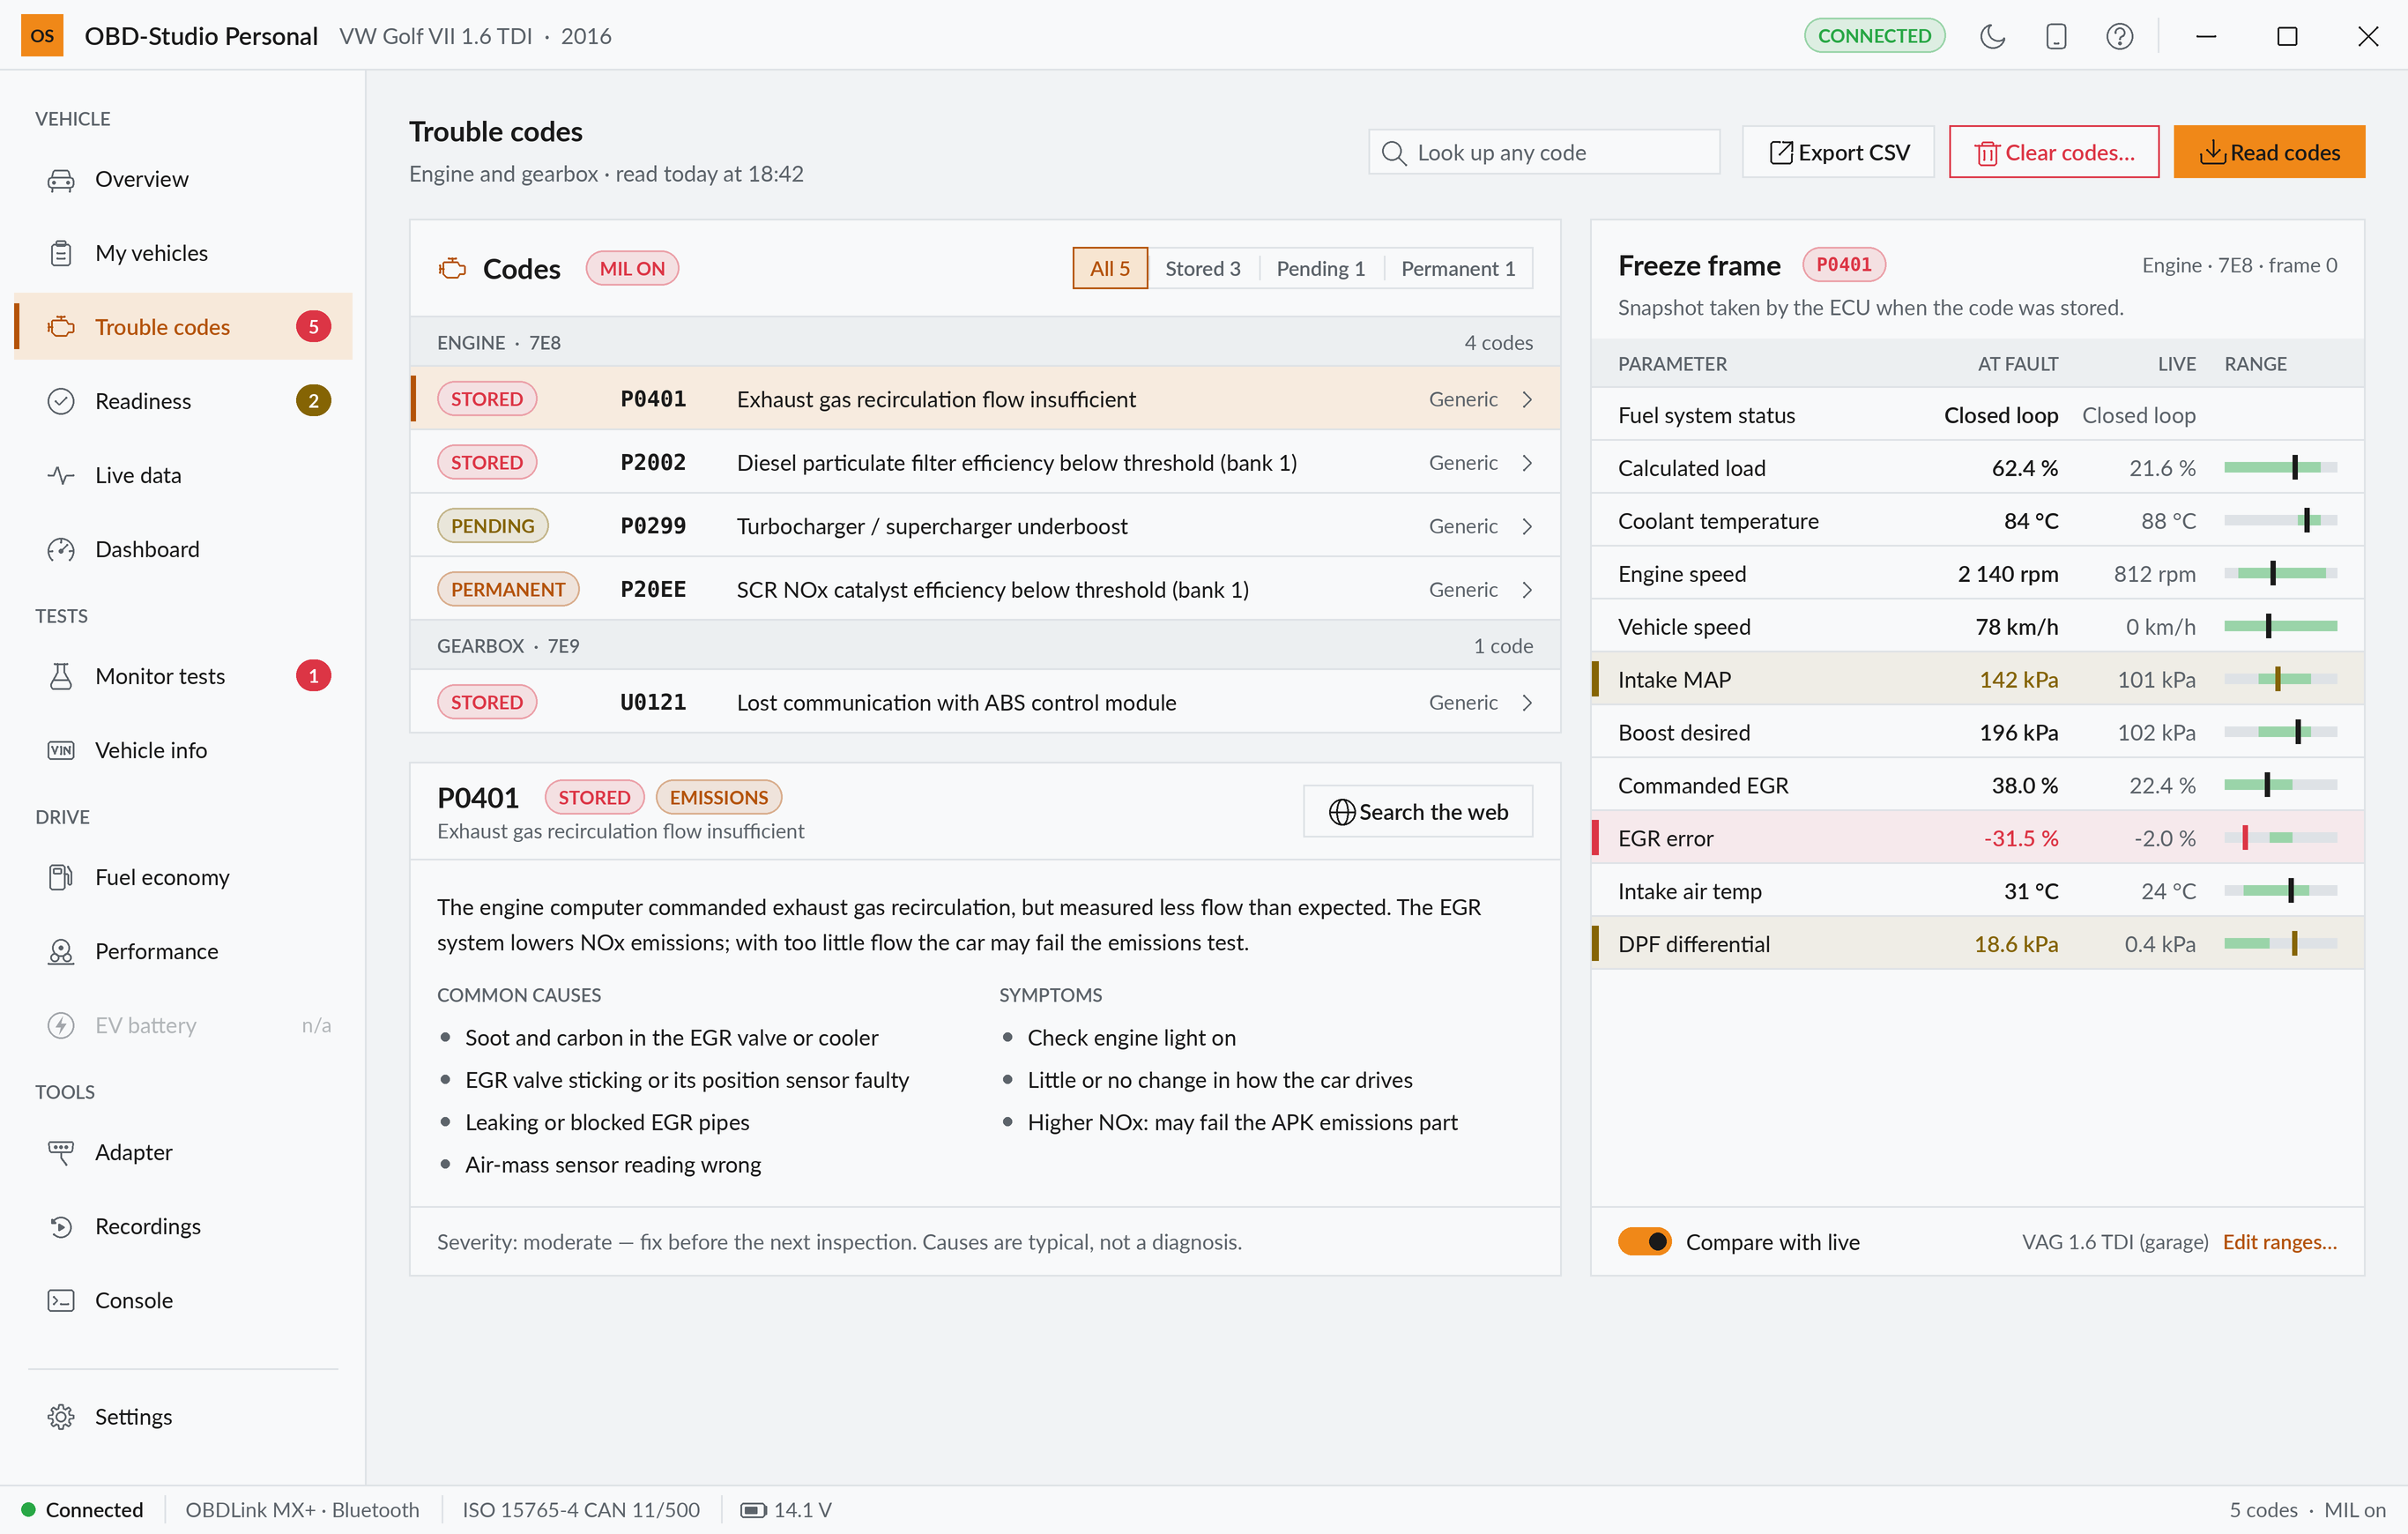 OS OBD-Studio Personal VW Golf VII 1.6 TDI · 2016 CONNECTED
VEHICLE
Overview
My vehicles
Trouble codes 5
Readiness 2
Live data
Dashboard
TESTS
Monitor tests 1
VIN Vehicle info
DRIVE
Fuel economy
Performance
EV battery n/a
TOOLS
Adapter
Recordings
Console
Settings
Trouble codes
Engine and gearbox · read today at 18:42
Look up any code Export CSV Clear codes... Read codes
Codes MIL ON All 5 Stored 3 Pending 1 Permanent 1
ENGINE · 7E8 4 codes
STORED P0401 Exhaust gas recirculation flow insufficient Generic
STORED P2002 Diesel particulate filter efficiency below threshold (bank 1) Generic
PENDING P0299 Turbocharger / supercharger underboost Generic
PERMANENT P20EE SCR NOx catalyst efficiency below threshold (bank 1) Generic
GEARBOX · 7E9 1 code
STORED U0121 Lost communication with ABS control module Generic
P0401 STORED EMISSIONS
Exhaust gas recirculation flow insufficient
Search the web
The engine computer commanded exhaust gas recirculation, but measured less flow than expected. The EGR
system lowers NOx emissions; with too little flow the car may fail the emissions test.
COMMON CAUSES
Soot and carbon in the EGR valve or cooler
EGR valve sticking or its position sensor faulty
Leaking or blocked EGR pipes
Air-mass sensor reading wrong
SYMPTOMS
Check engine light on
Little or no change in how the car drives
Higher NOx: may fail the APK emissions part
Severity: moderate — fix before the next inspection. Causes are typical, not a diagnosis.
Freeze frame P0401 Engine · 7E8 · frame 0
Snapshot taken by the ECU when the code was stored.
PARAMETER AT FAULT LIVE RANGE
Fuel system status Closed loop Closed loop
Calculated load 62.4 % 21.6 %
Coolant temperature 84 °C 88 °C
Engine speed 2 140 rpm 812 rpm
Vehicle speed 78 km/h 0 km/h
Intake MAP 142 kPa 101 kPa
Boost desired 196 kPa 102 kPa
Commanded EGR 38.0 % 22.4 %
EGR error -31.5 % -2.0 %
Intake air temp 31 °C 24 °C
DPF differential 18.6 kPa 0.4 kPa
Compare with live VAG 1.6 TDI (garage) Edit ranges...
Connected OBDLink MX+ · Bluetooth ISO 15765-4 CAN 11/500 14.1 V 5 codes · MIL on